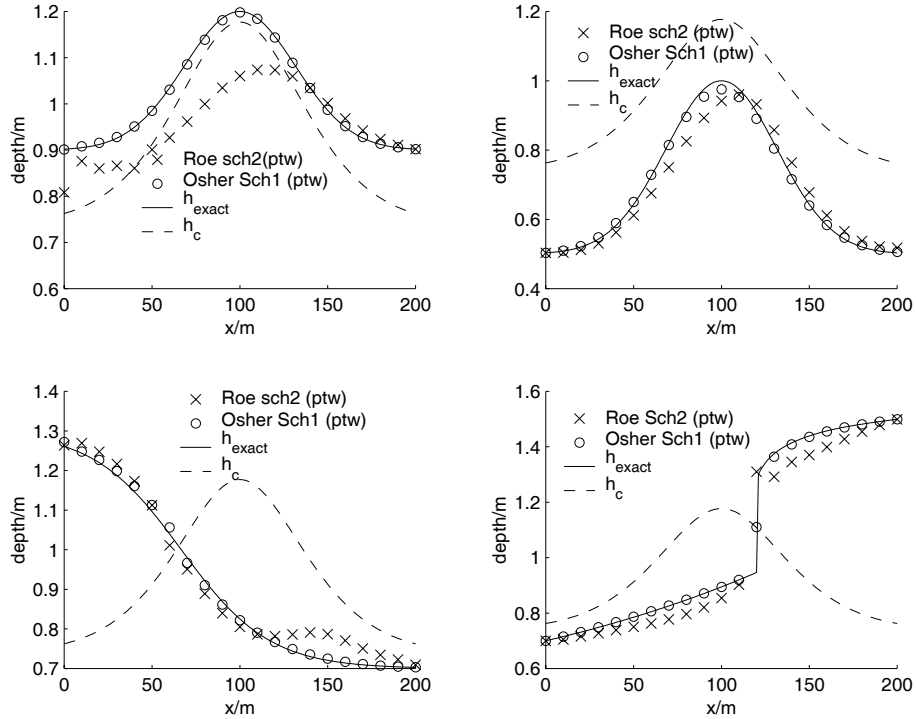 1.2
1.1
1
0.9
0.8
0.7
0.6
depth/m
0 50 100 150 200
x/m
Roe sch2(ptw)
Osher Sch1 (ptw)
h_exact
h_c
1.2
1
0.8
0.6
0.4
depth/m
0 50 100 150 200
x/m
Roe sch2 (ptw)
Osher Sch1 (ptw)
h_exact
h_c
1.4
1.3
1.2
1.1
1
0.9
0.8
0.7
depth/m
0 50 100 150 200
x/m
Roe sch2 (ptw)
Osher Sch1 (ptw)
h_exact
h_c
1.6
1.4
1.2
1
0.8
0.6
depth/m
0 50 100 150 200
x/m
Roe Sch2 (ptw)
Osher Sch1 (ptw)
h_exact
h_c